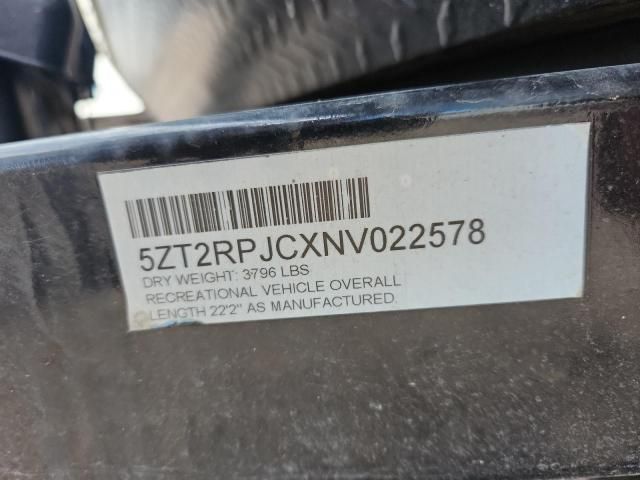 5ZT2RPJCXNV022578
DRY WEIGHT: 3796 LBS
RECREATIONAL VEHICLE OVERALL
LENGTH 22'2" AS MANUFACTURED.